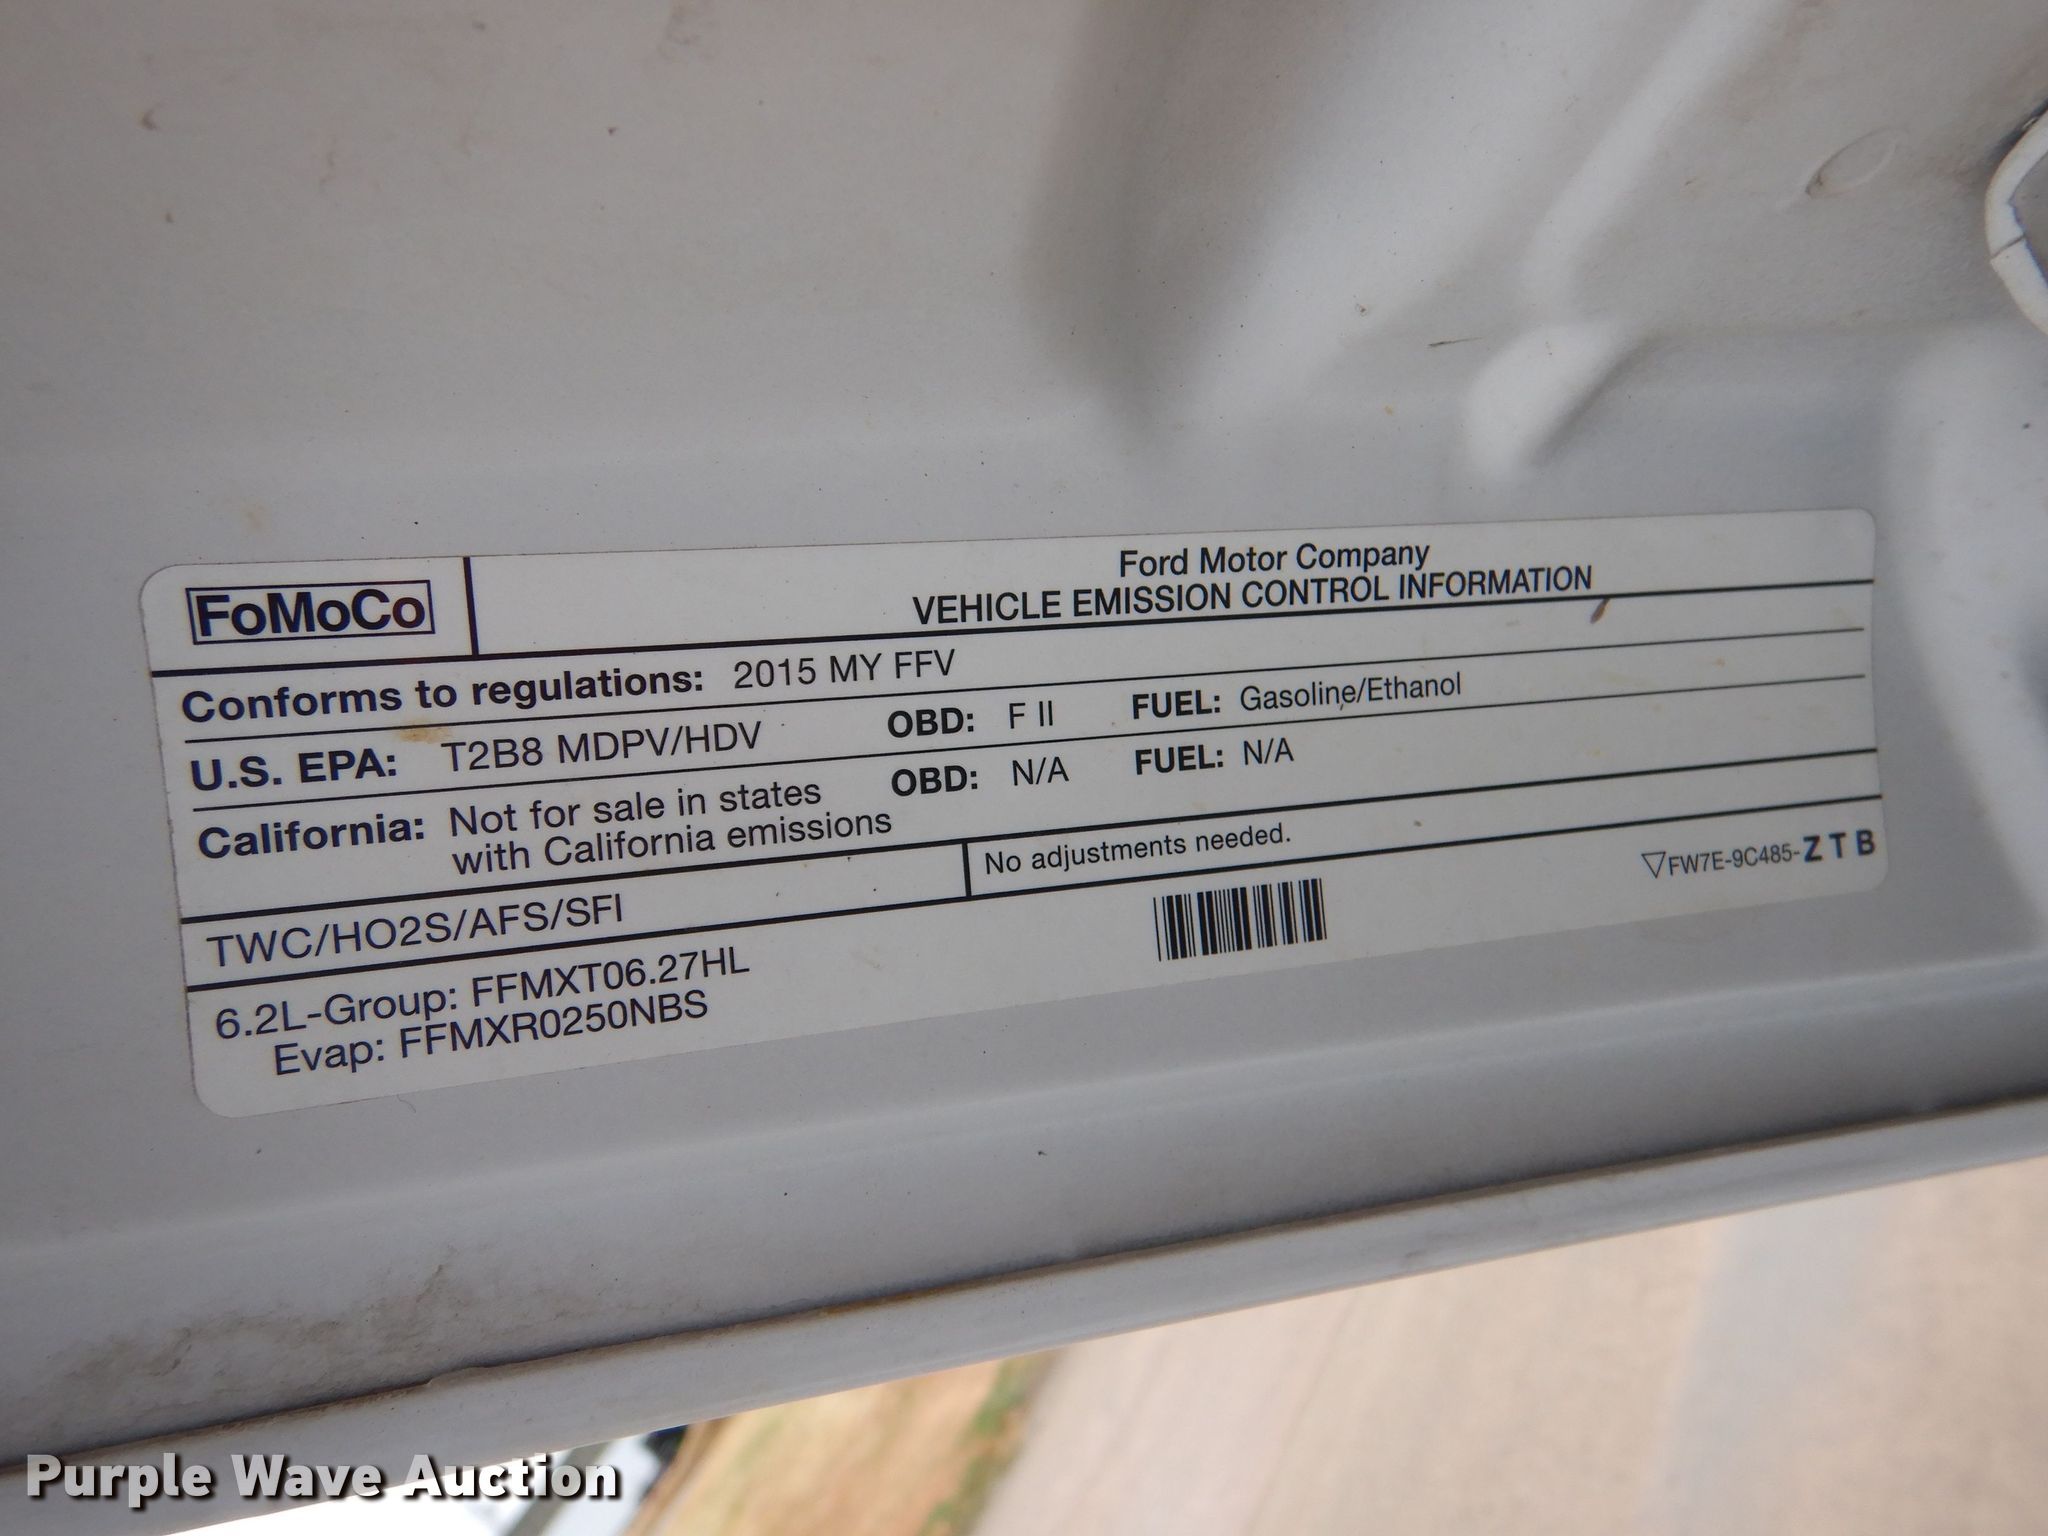 FoMoCo
Ford Motor Company
VEHICLE EMISSION CONTROL INFORMATION
Conforms to regulations: 2015 MY FFV
U.S. EPA: T2B8 MDPV/HDV OBD: F II FUEL: Gasoline/Ethanol
California: Not for sale in states OBD: N/A FUEL: N/A
with California emissions
TWC/HO2S/AFS/SFI
No adjustments needed.
6.2L-Group: FFMXT06.27HL
Evap: FFMXR0250NBS
▽FW7E-9C485-ZTB
Purple Wave Auction